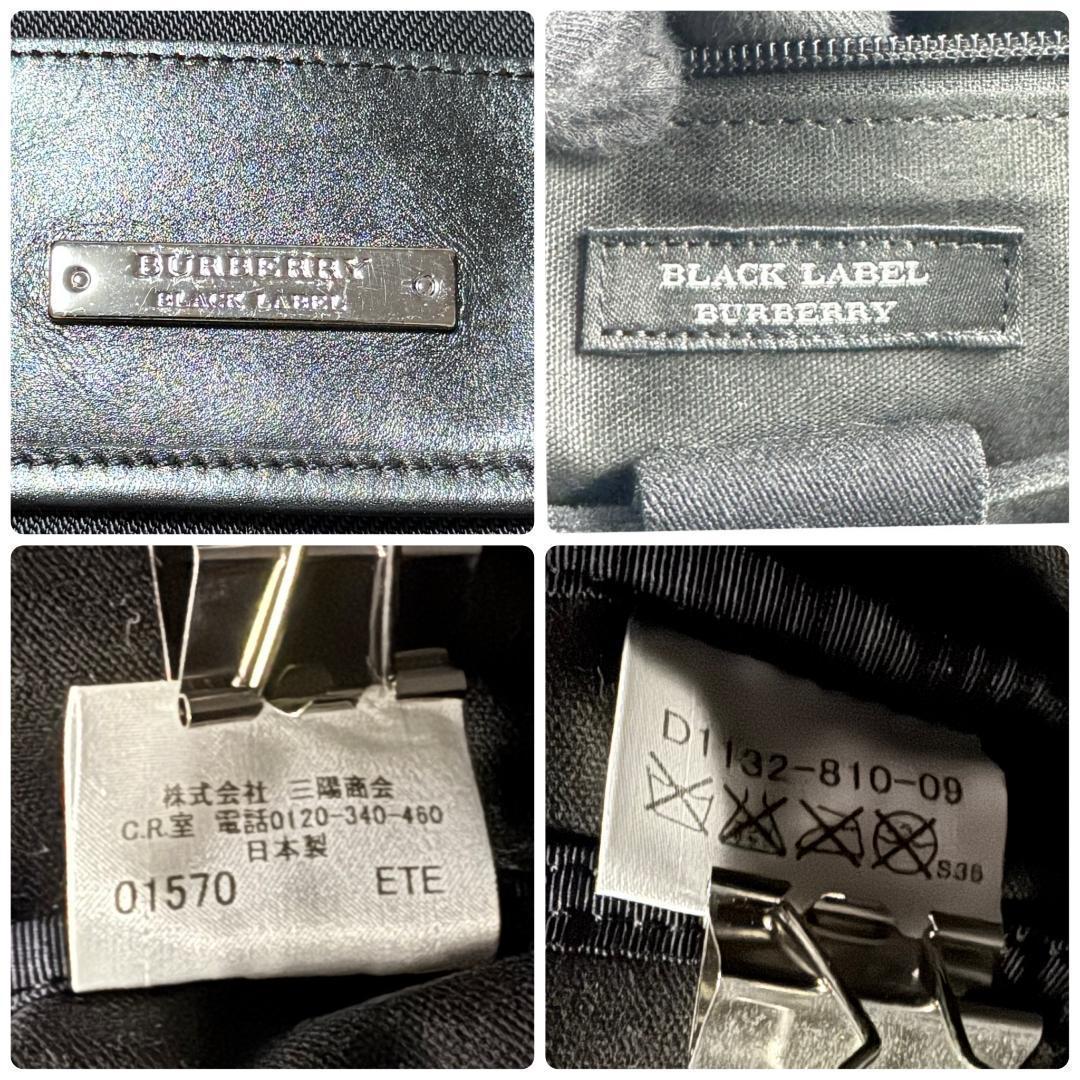 BURBERRY
BLACK LABEL
BLACK LABEL
BURBERRY
株式会社 三陽商会
C.R.室 電話0120-340-460
日本製
01570 ETE
D1132-810-09
S38